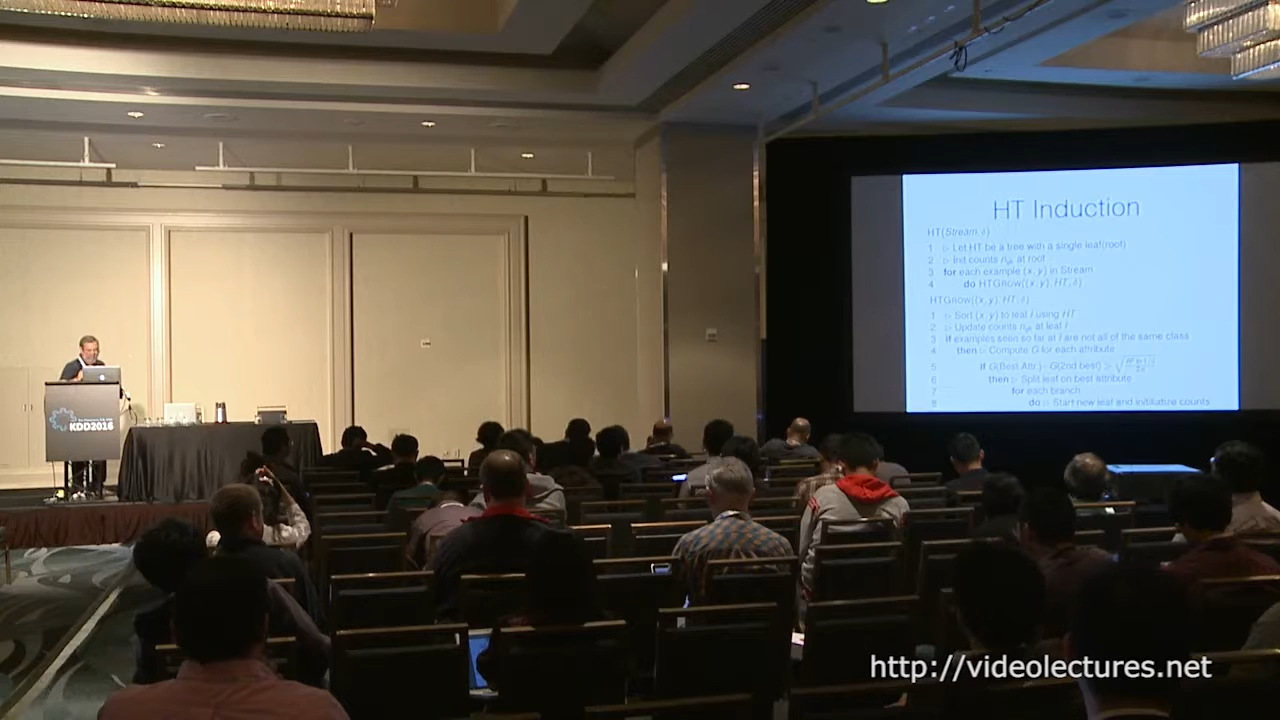 HT Induction
HT(Stream, δ)
1 ▷ Let HT be a tree with a single leaf(root)
2 ▷ Init counts n_ijk at root
3 for each example (x, y) in Stream
4 do HTGROW((x, y), HT, δ)
HTGROW((x, y), HT, δ)
1 ▷ Sort (x, y) to leaf l using HT
2 ▷ Update counts n_ijk at leaf l
3 if examples seen so far at l are not all of the same class
4 then ▷ Compute G for each attribute
5 if G(Best Attr.) - G(2nd best) >
6 then ▷ Split leaf on best attribute
7 for each branch
8 do ▷ Start new leaf and initiliatize counts
KDD2016
http://videolectures.net